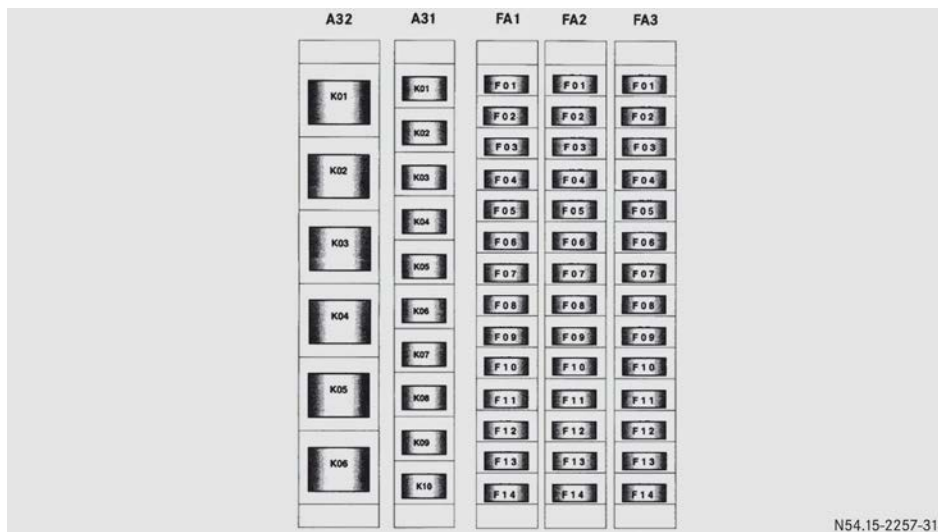 A32
K01
K02
K03
K04
K05
K06
A31
K01
K02
K03
K04
K05
K06
K07
K08
K09
K10
FA1
F01
F02
F03
F04
F05
F06
F07
F08
F09
F10
F11
F12
F13
F14
FA2
F01
F02
F03
F04
F05
F06
F07
F08
F09
F10
F11
F12
F13
F14
FA3
F01
F02
F03
F04
F05
F06
F07
F08
F09
F10
F11
F12
F13
F14
N54.15-2257-31